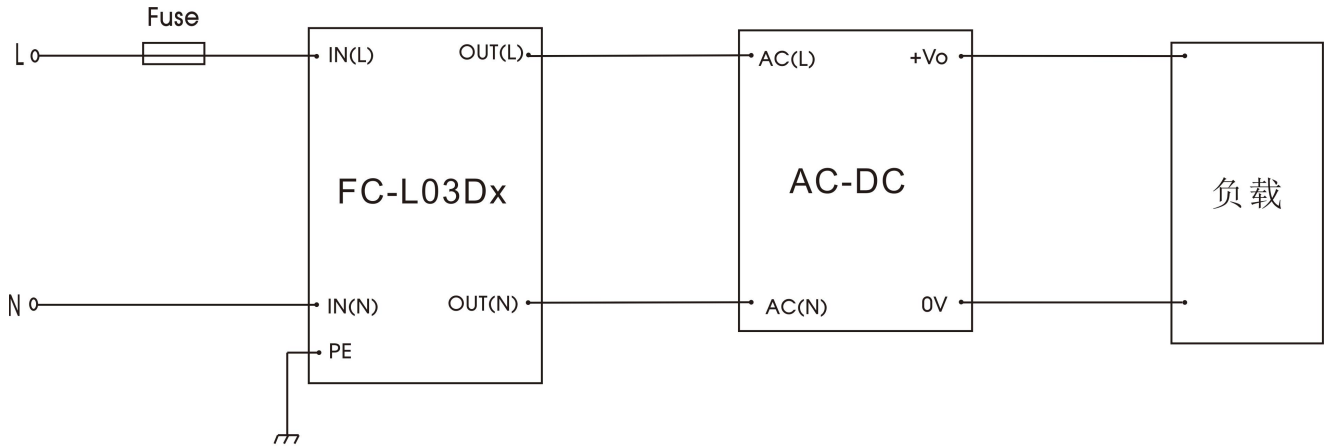 Fuse
L
IN(L)
OUT(L)
AC(L)
+Vo
FC-L03Dx
AC-DC
负载
N
IN(N)
OUT(N)
AC(N)
0V
PE